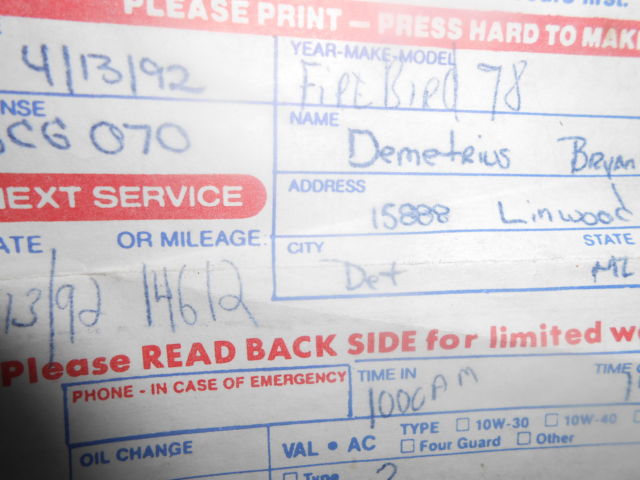 PLEASE PRINT — PRESS HARD TO MAKE
4/13/92
YEAR-MAKE-MODEL
FireBird 78
NSE
CG 070
NAME
Demetrius Bryan
NEXT SERVICE
ADDRESS
15888 Linwood
ATE OR MILEAGE
CITY STATE
13/92 14612
Det MI
Please READ BACK SIDE for limited w
PHONE - IN CASE OF EMERGENCY
TIME IN
1000 AM
TIME
OIL CHANGE
VAL • AC
TYPE 10W-30 10W-40
Four Guard Other
Type
?